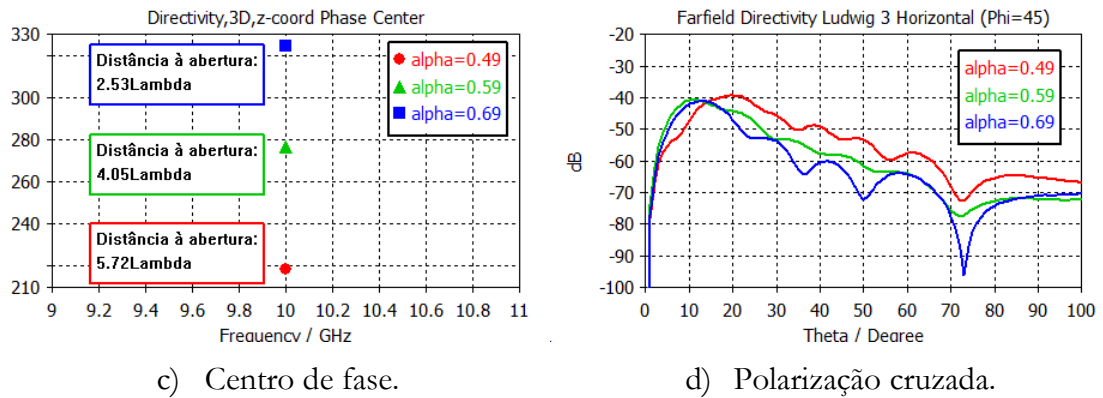 Directivity,3D,z-coord Phase Center
330
300
280
260
240
210
Distância à abertura:
2.53Lambda
Distância à abertura:
4.05Lambda
Distância à abertura:
5.72Lambda
alpha=0.49
alpha=0.59
alpha=0.69
9 9.2 9.4 9.6 9.8 10 10.2 10.4 10.6 10.8 11
Frequency / GHz
c) Centro de fase.
Farfield Directivity Ludwig 3 Horizontal (Phi=45)
-20
-30
-40
-50
-60
-70
-80
-90
-100
dB
alpha=0.49
alpha=0.59
alpha=0.69
0 10 20 30 40 50 60 70 80 90 100
Theta / Degree
d) Polarização cruzada.